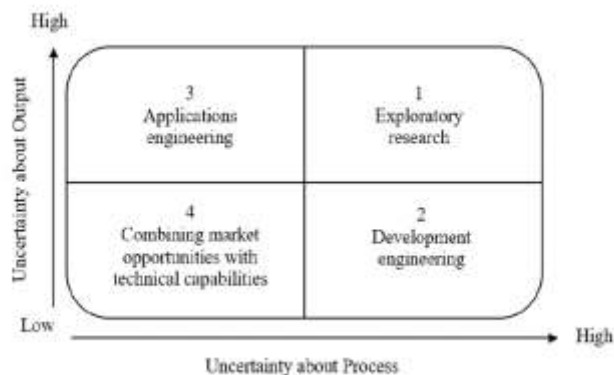 High
Uncertainty about Output
3
Applications
engineering
1
Exploratory
research
4
Combining market
opportunities with
technical capabilities
2
Development
engineering
Low
High
Uncertainty about Process